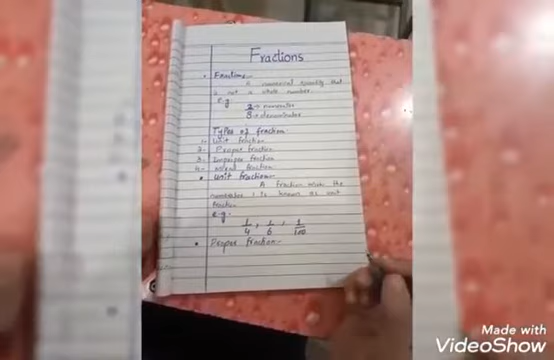 Fractions
• Fractions:-
A numerical quantity that
is not a whole number.
e.g
2 → numerator
3 → denominator
Types of fraction:
1- Unit fraction
2- Proper fraction
3- Improper fraction
4- Mixed fraction
• Unit fraction:-
A fraction where the
numerator 1 is known as unit
fraction.
e.g.
1/4 , 1/6 , 1/100
• Proper fraction:-
Made with
VideoShow